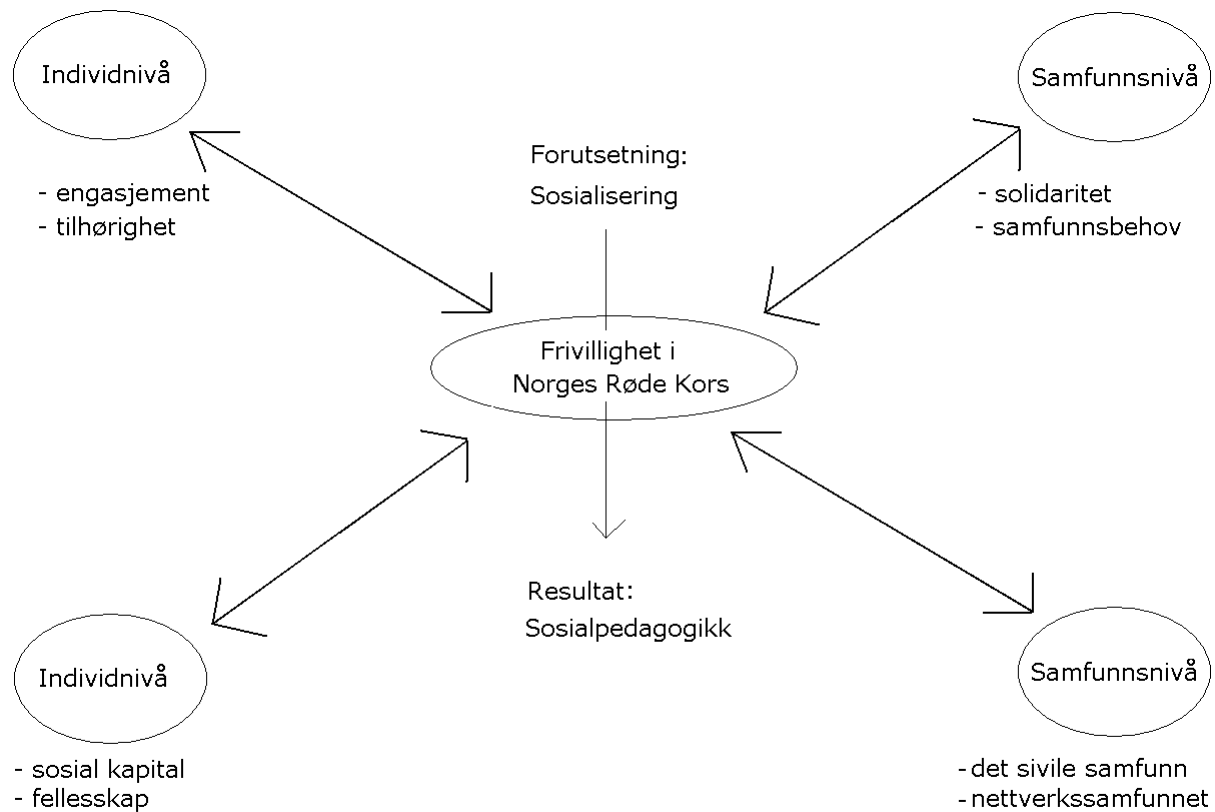 Individnivå
- engasjement
- tilhørighet
Forutsetning:
Sosialisering
Samfunnsnivå
- solidaritet
- samfunnsbehov
Frivillighet i
Norges Røde Kors
Individnivå
- sosial kapital
- fellesskap
Resultat:
Sosialpedagogikk
Samfunnsnivå
- det sivile samfunn
- nettverkssamfunnet